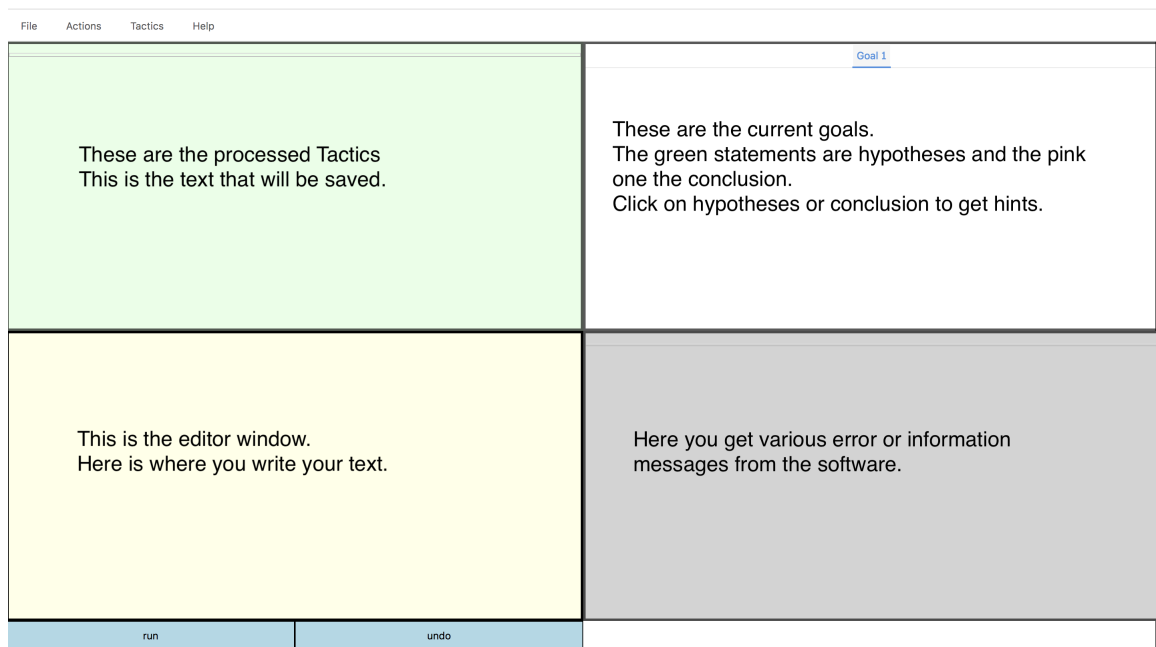 File Actions Tactics Help
Goal 1
These are the processed Tactics
This is the text that will be saved.
These are the current goals.
The green statements are hypotheses and the pink
one the conclusion.
Click on hypotheses or conclusion to get hints.
This is the editor window.
Here is where you write your text.
Here you get various error or information
messages from the software.
run undo